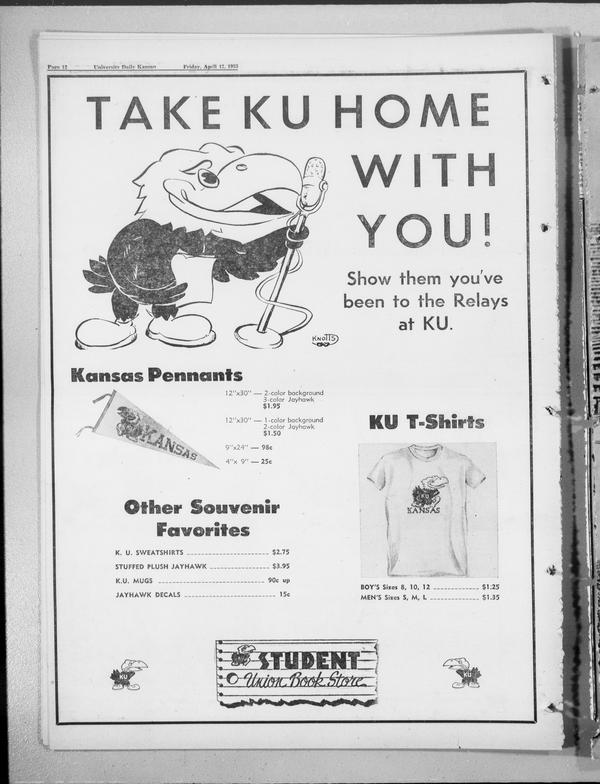 Page 12 University Daily Kansan Friday, April 17, 1953
TAKE KU HOME
WITH
YOU!
Show them you've
been to the Relays
at KU.
KNOTTS
Kansas Pennants
12"x30" — 2-color background
3-color Jayhawk
$1.95
12"x30" — 1-color background
2-color Jayhawk
$1.50
9"x24" — 98c
4"x 9" — 25c
KANSAS
KU T-Shirts
KU
KANSAS
BOY'S Sizes 8, 10, 12 $1.25
MEN'S Sizes S, M, L $1.35
Other Souvenir
Favorites
K. U. SWEATSHIRTS $2.75
STUFFED PLUSH JAYHAWK $3.95
K.U. MUGS 90c up
JAYHAWK DECALS 15c
KU
STUDENT
Union Book Store
KU